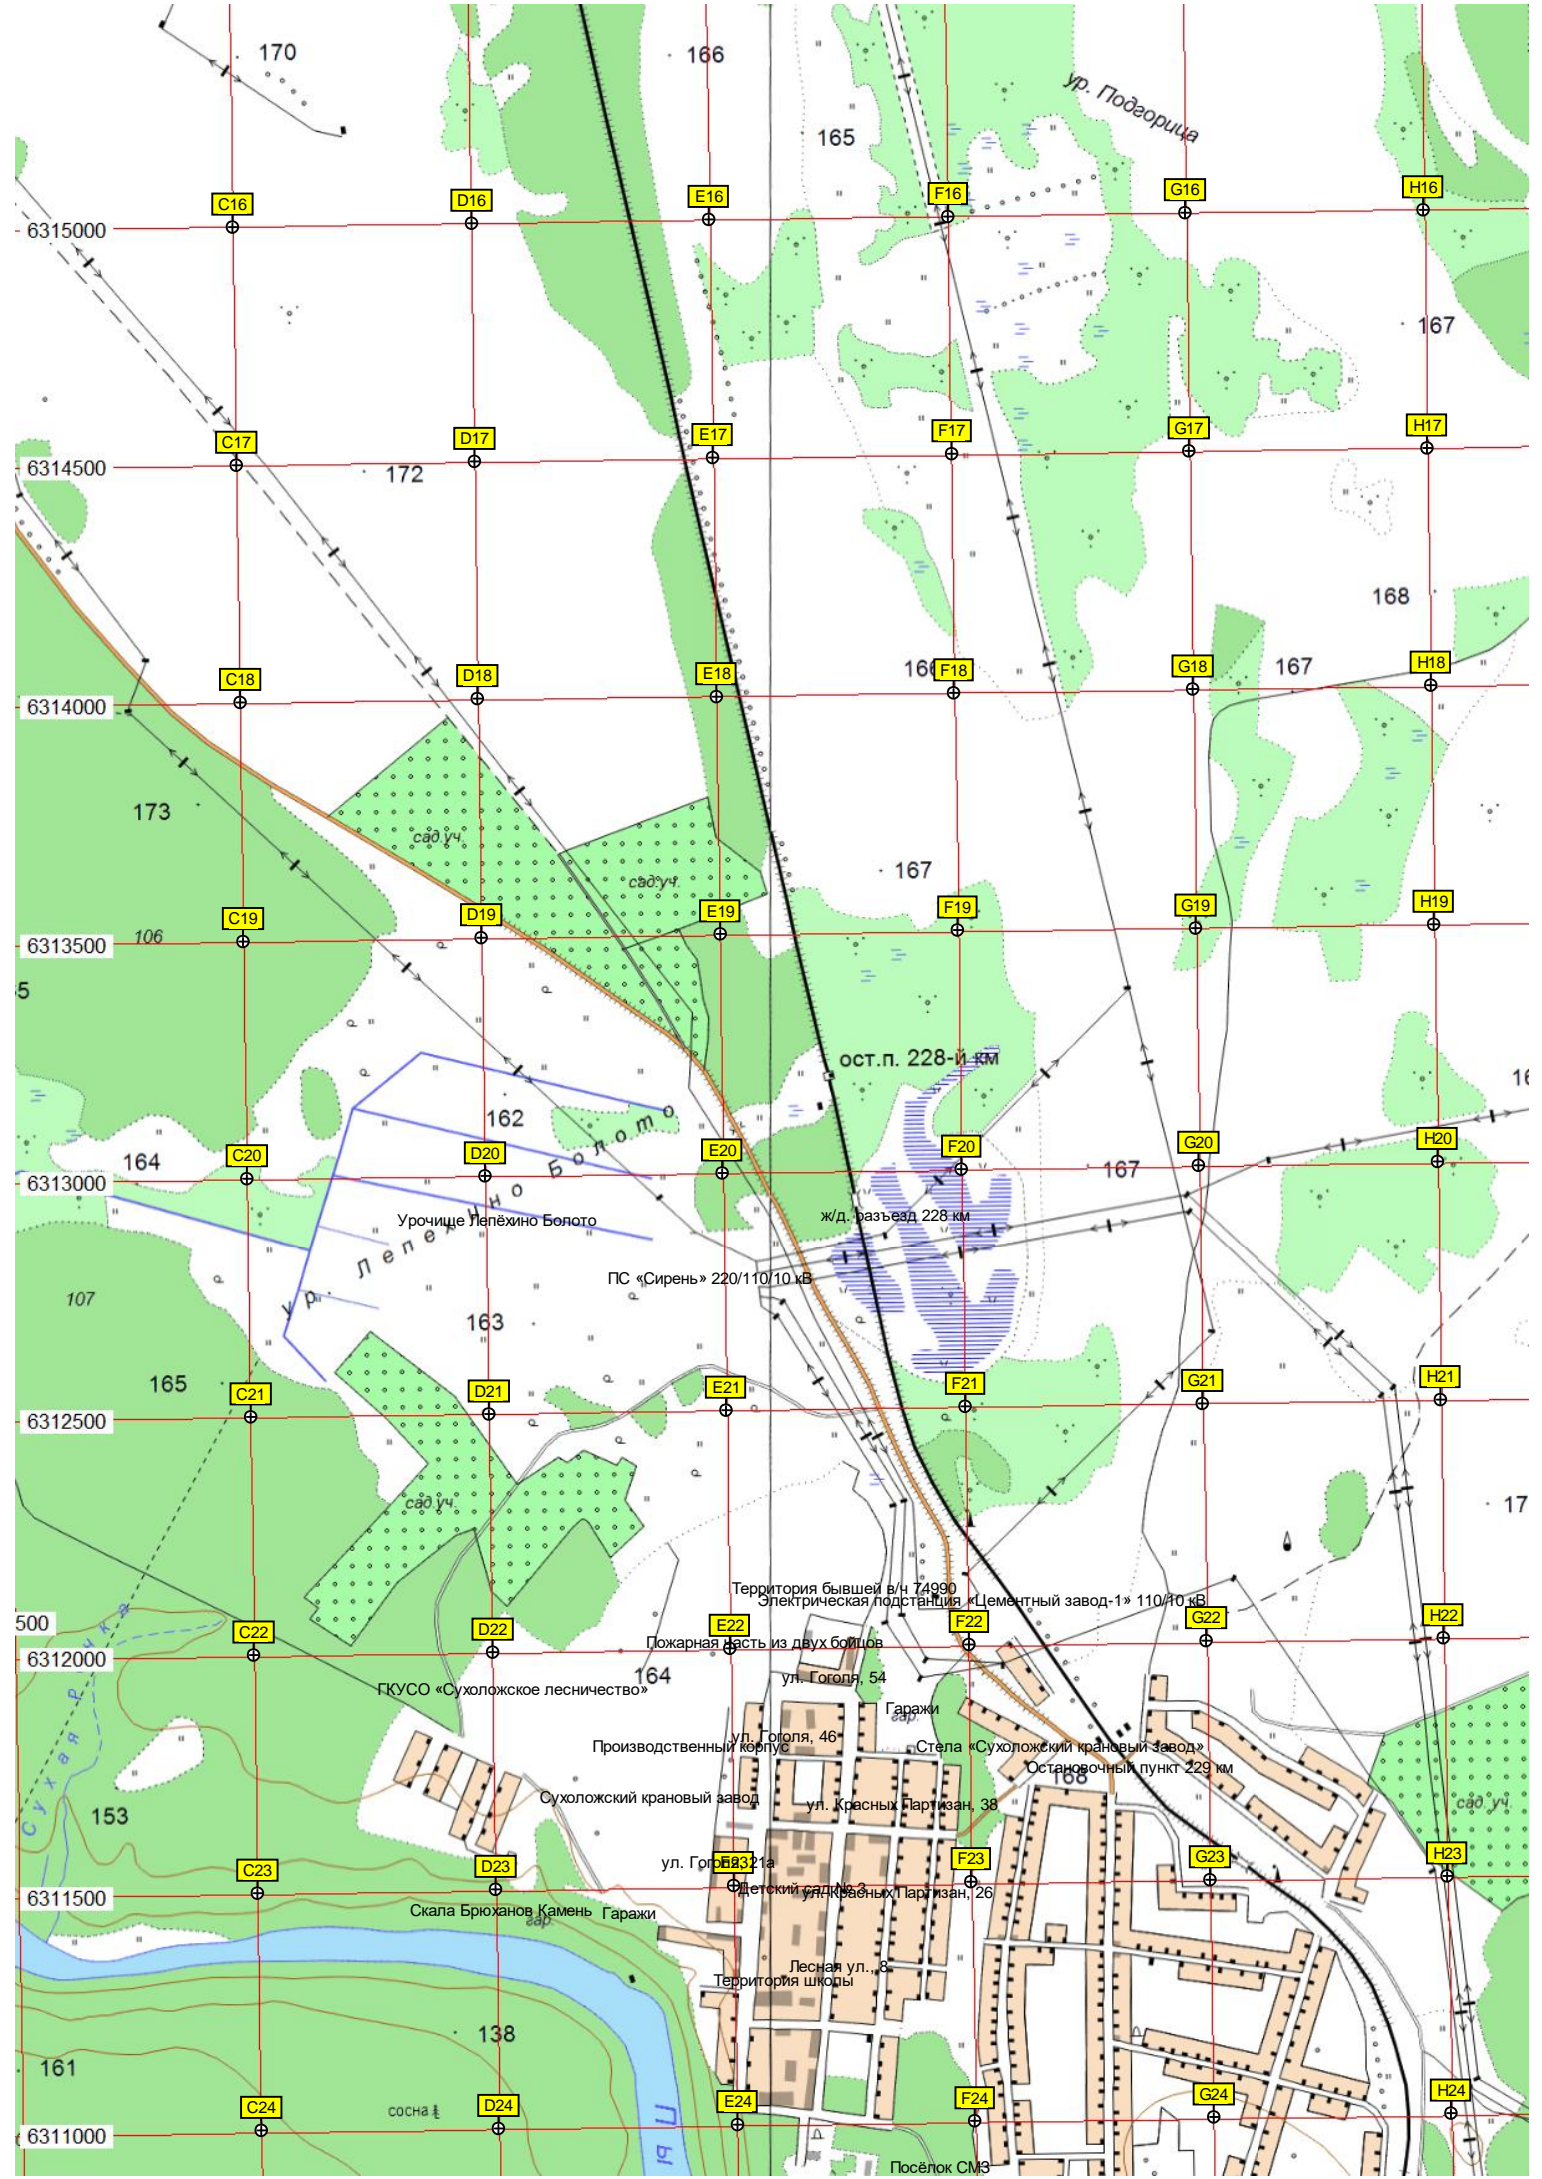 170
166
ур. Подгорица
165
C16
D16
E16
F16
G16
H16
6315000
167
C17
D17
E17
F17
G17
H17
6314500
172
168
C18
D18
E18
166
F18
G18
167
H18
6314000
173
сад.уч.
сад.уч.
167
C19
D19
E19
F19
G19
H19
6313500
106
ост.п. 228-й км
162
164
C20
D20
E20
F20
G20
H20
167
6313000
ур. Лепехино Болото
Урочище Лепёхино Болото
ж/д. разъезд 228 км
ПС «Сирень» 220/110/10 кВ
107
163
165
C21
D21
E21
F21
G21
H21
6312500
сад.уч.
17
Территория бывшей в/ч 74990
Электрическая подстанция «Цементный завод-1» 110/10 кВ
500
C22
D22
E22
F22
G22
H22
Пожарная часть из двух бойцов
6312000
164
ул. Гоголя, 54
ГКУСО «Сухоложское лесничество»
Гаражи
гар.
ул. Гоголя, 46
Производственный корпус
Стела «Сухоложский крановый завод»
Остановочный пункт 229 км
168
Сухая Речка
Сухоложский крановый завод
ул. Красных Партизан, 38
153
сад. уч.
C23
D23
E23
ул. Гоголя, 21а
F23
G23
H23
6311500
Детский сад № 3
ул. Красных Партизан, 26
Скала Брюханов Камень
Гаражи
гар.
Лесная ул., 8
Территория школы
138
161
сосна
C24
D24
E24
F24
G24
H24
6311000
Пы
Посёлок СМЗ